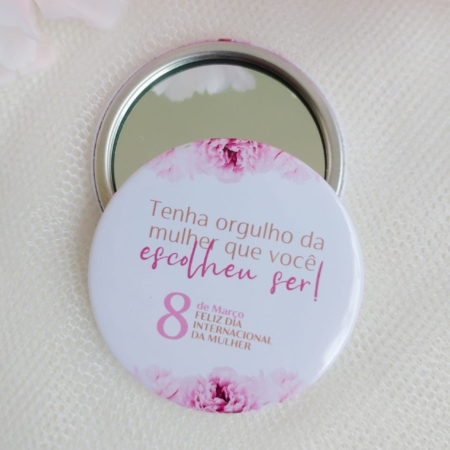 Tenha orgulho da
mulher que você
escolheu ser!
8 de Março
FELIZ DIA
INTERNACIONAL
DA MULHER